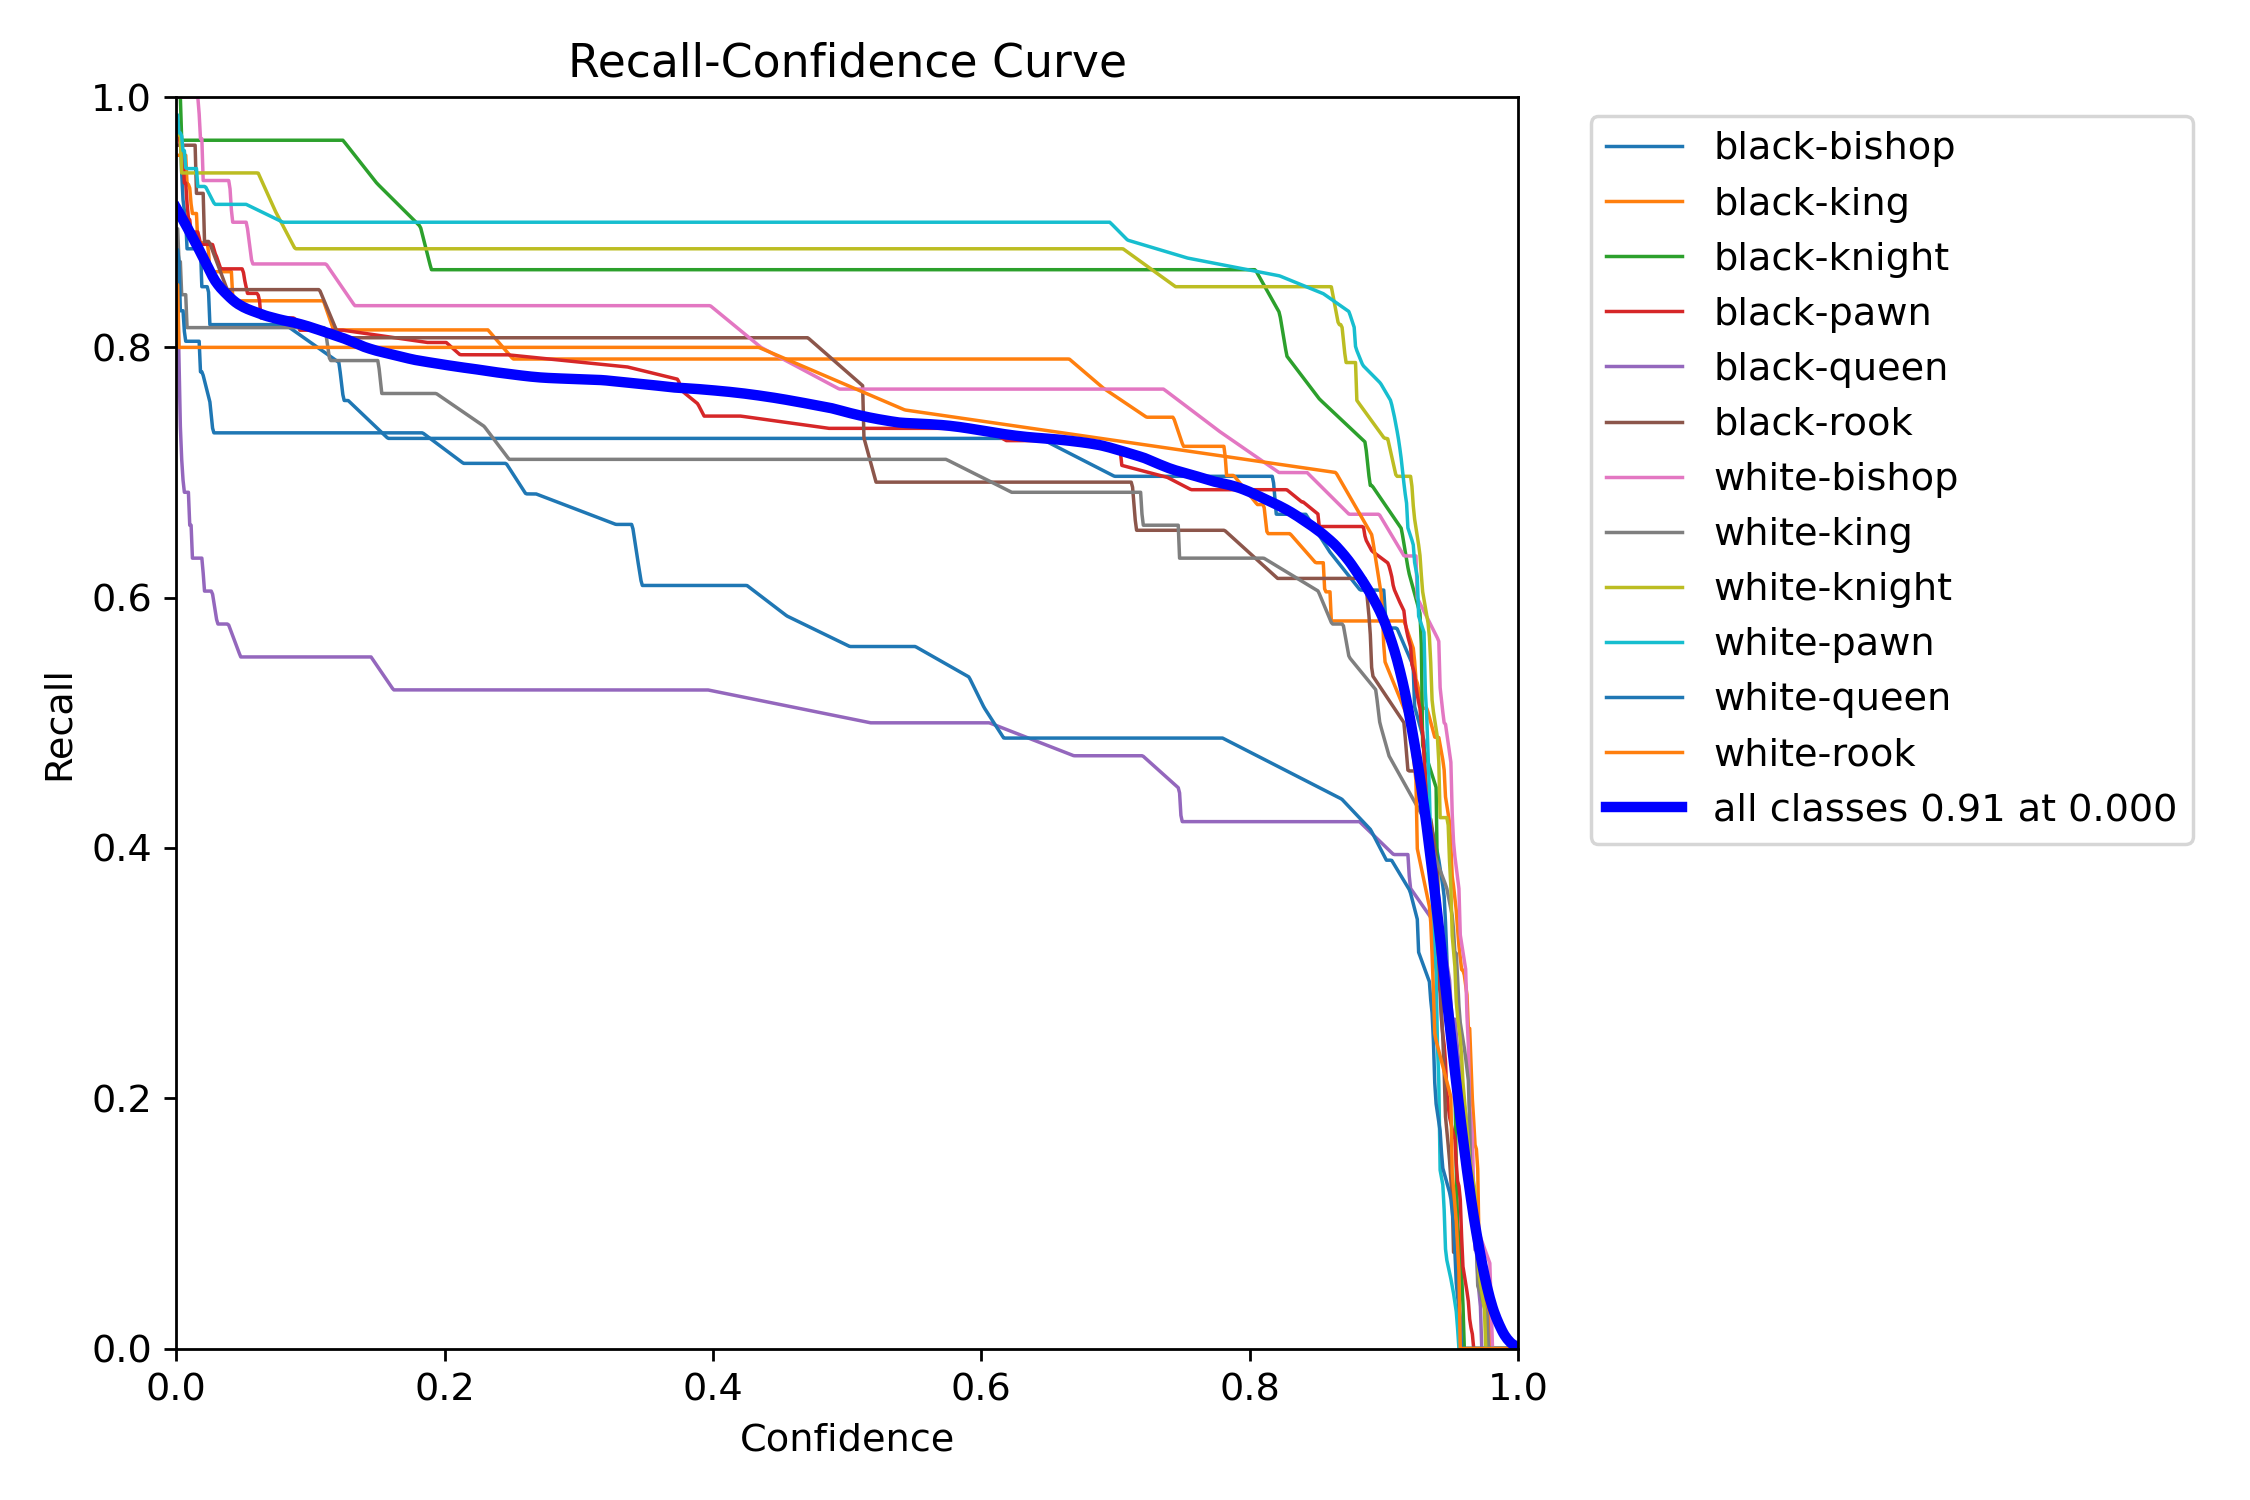 Recall-Confidence Curve
1.0
0.8
0.6
0.4
0.2
0.0
Recall
0.0 0.2 0.4 0.6 0.8 1.0
Confidence
black-bishop
black-king
black-knight
black-pawn
black-queen
black-rook
white-bishop
white-king
white-knight
white-pawn
white-queen
white-rook
all classes 0.91 at 0.000